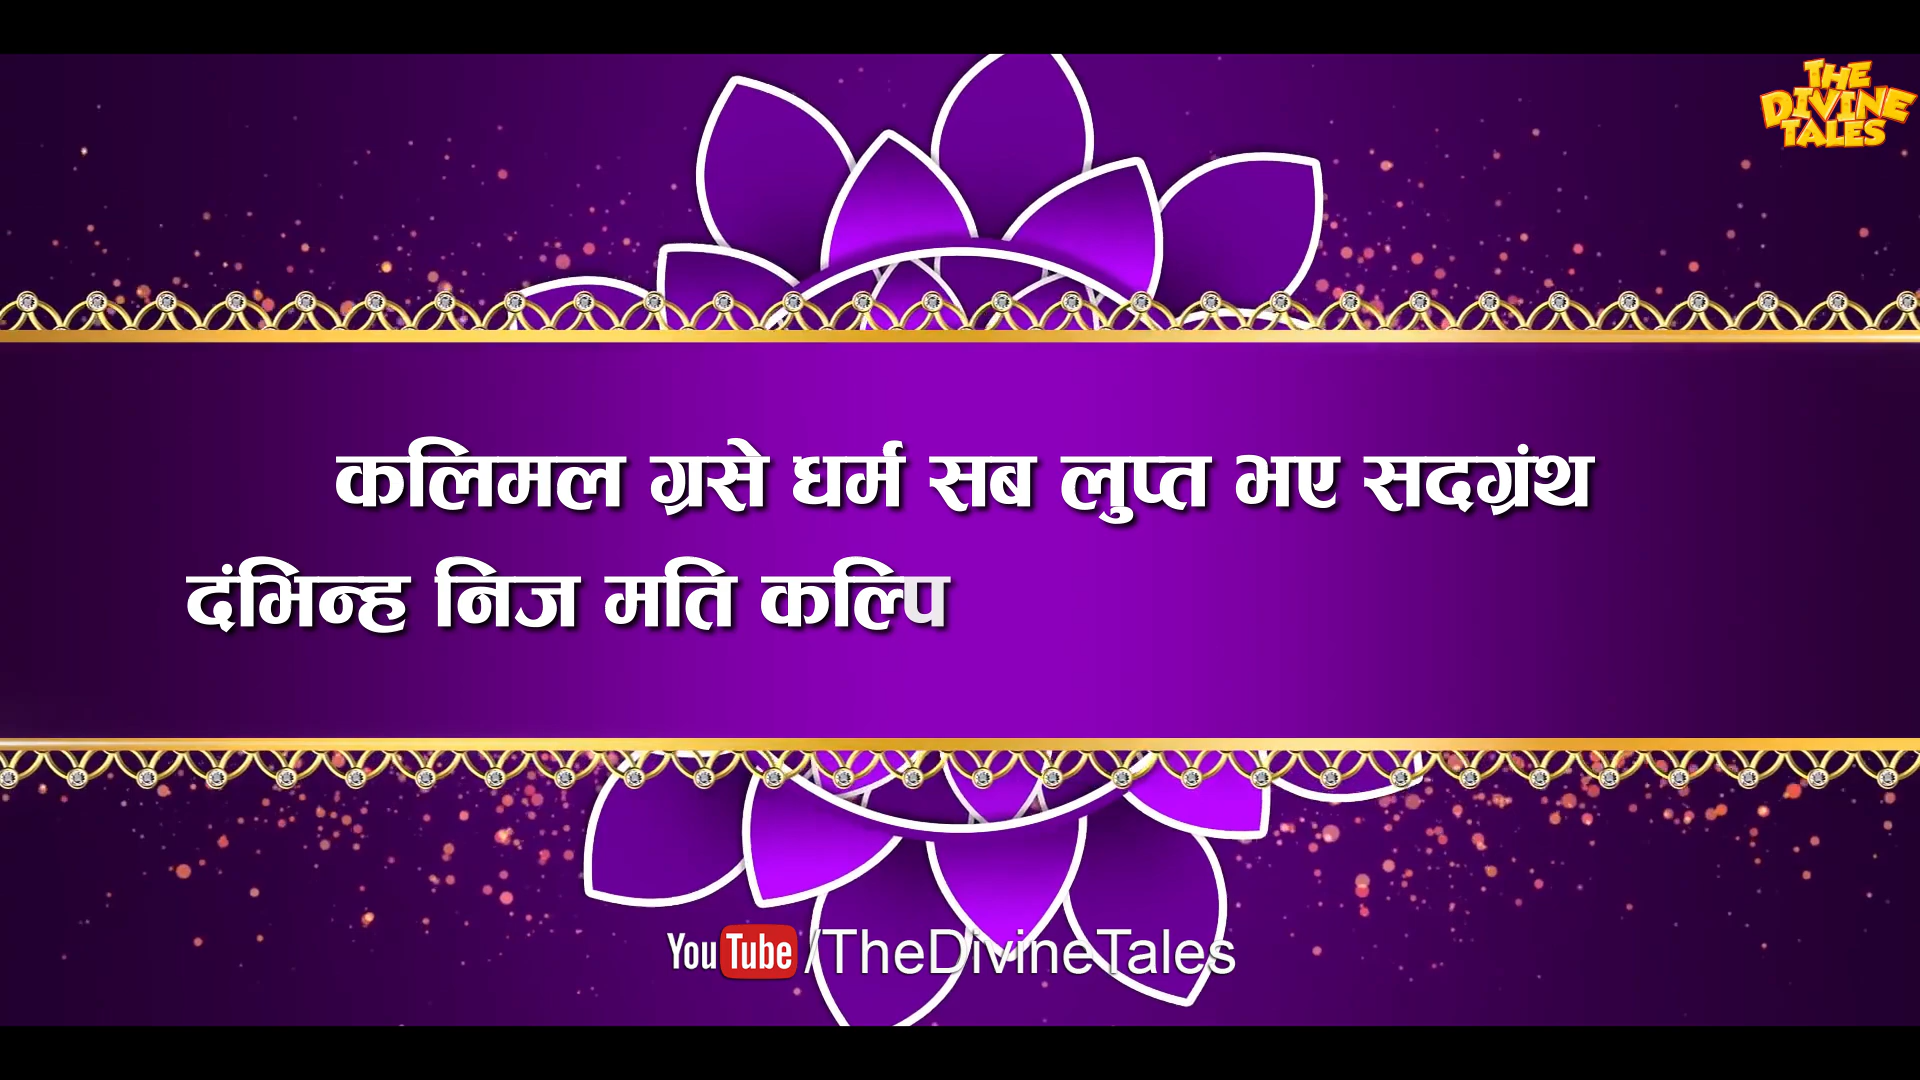 THE
DIVINE
TALES
कलिमल ग्रसे धर्म सब लुप्त भए सदग्रंथ
दंभिन्ह निज मति कल्पि
YouTube/TheDivineTales